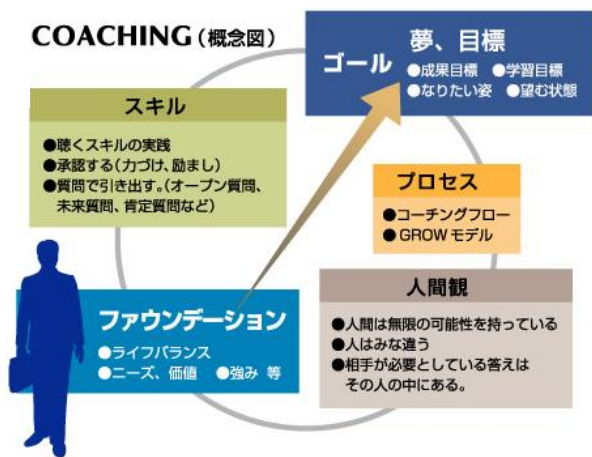 COACHING(概念図)
ゴール
夢、目標
●成果目標 ●学習目標
●なりたい姿 ●望む状態
スキル
●聴くスキルの実践
●承認する(力づけ、励まし)
●質問で引き出す。(オープン質問、
未来質問、肯定質問など)
プロセス
●コーチングフロー
●GROWモデル
ファウンデーション
●ライフバランス
●ニーズ、価値 ●強み 等
人間観
●人間は無限の可能性を持っている
●人はみな違う
●相手が必要としている答えは
その人の中にある。